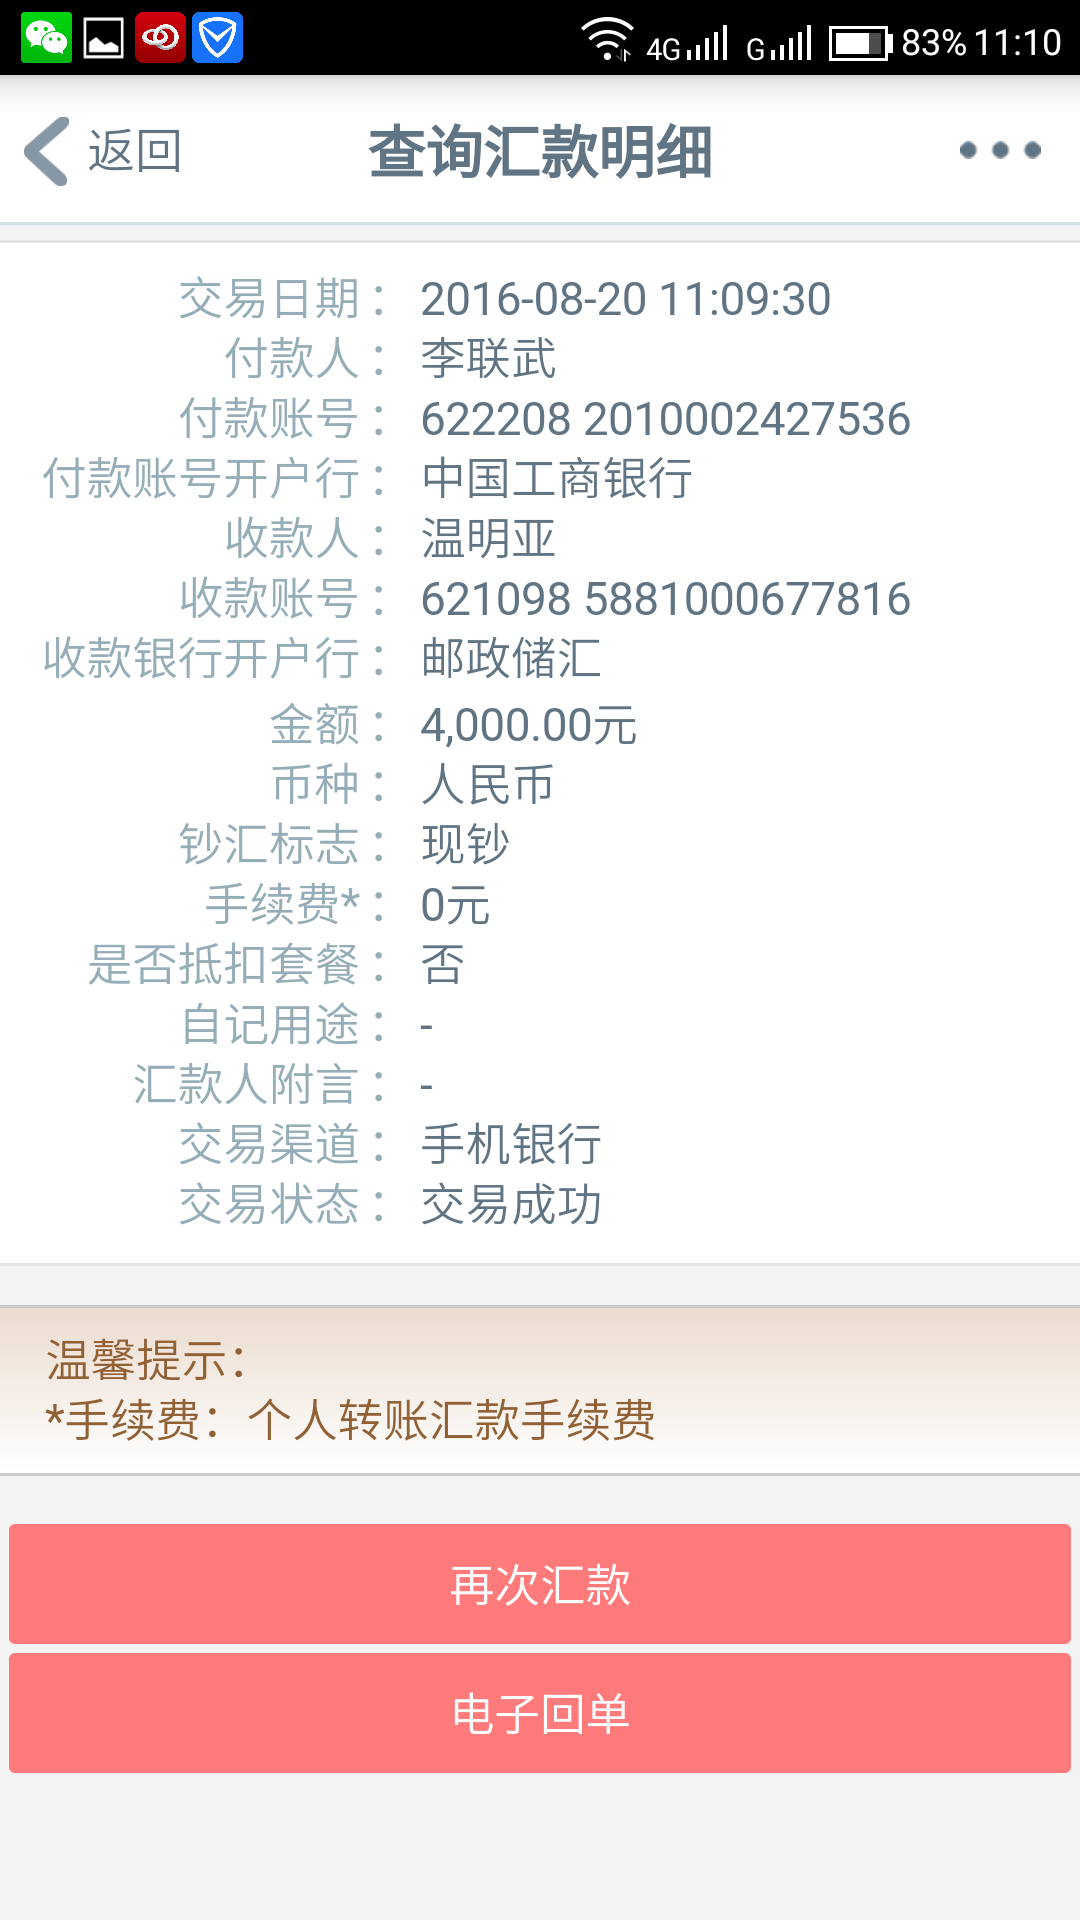 4G G 83% 11:10
返回 查询汇款明细
交易日期： 2016-08-20 11:09:30
付款人： 李联武
付款账号： 622208 2010002427536
付款账号开户行： 中国工商银行
收款人： 温明亚
收款账号： 621098 5881000677816
收款银行开户行： 邮政储汇
金额： 4,000.00元
币种： 人民币
钞汇标志： 现钞
手续费*： 0元
是否抵扣套餐： 否
自记用途： -
汇款人附言： -
交易渠道： 手机银行
交易状态： 交易成功
温馨提示：
*手续费：个人转账汇款手续费
再次汇款
电子回单